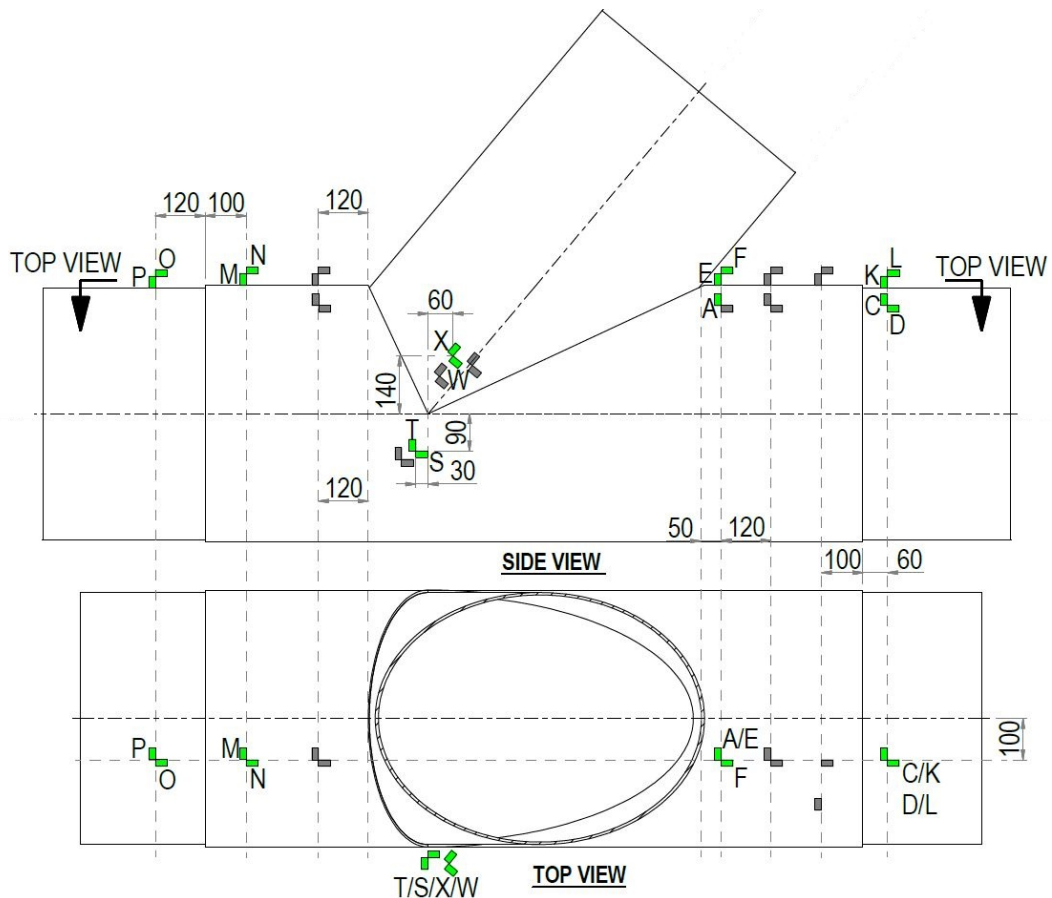 120 100 120
TOP VIEW
P O M N
E F
L
K
TOP VIEW
A
C
D
60
X
W
140
T
90
S
30
120
50 120
SIDE VIEW
100 60
P
O
M
N
A/E
F
C/K
D/L
100
T/S/X/W
TOP VIEW